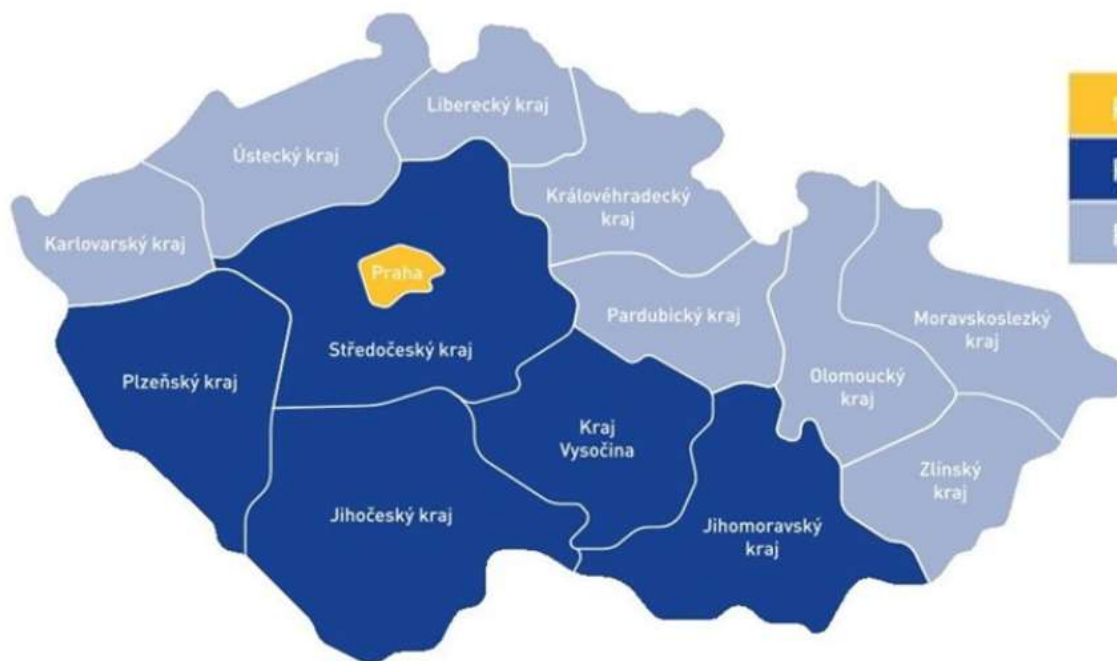 Liberecký kraj
Ústecký kraj
Královéhradecký
kraj
Karlovarský kraj
Praha
Pardubický kraj
Moravskoslezký
kraj
Středočeský kraj
Plzeňský kraj
Olomoucký
kraj
Kraj
Vysočina
Zlínský
kraj
Jihočeský kraj
Jihomoravský
kraj